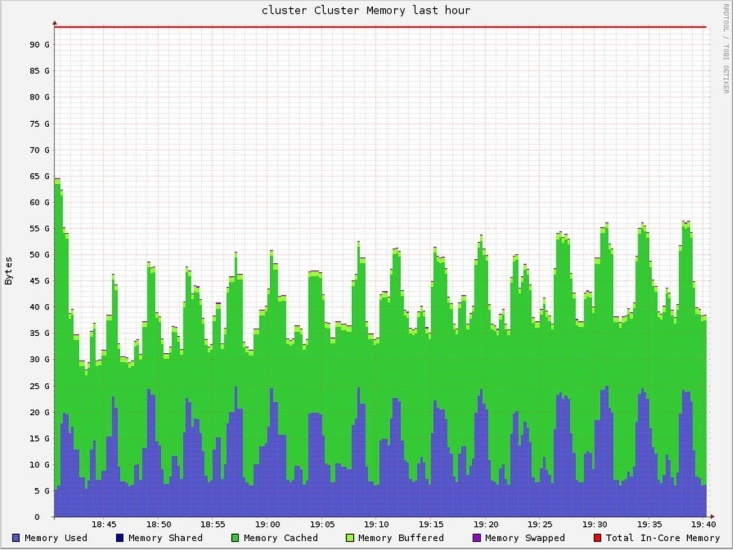 cluster Cluster Memory last hour
RRDTOOL / TOBI OETIKER
Bytes
90 G
85 G
80 G
75 G
70 G
65 G
60 G
55 G
50 G
45 G
40 G
35 G
30 G
25 G
20 G
15 G
10 G
5 G
0
18:45 18:50 18:55 19:00 19:05 19:10 19:15 19:20 19:25 19:30 19:35 19:40
Memory Used Memory Shared Memory Cached Memory Buffered Memory Swapped Total In-Core Memory